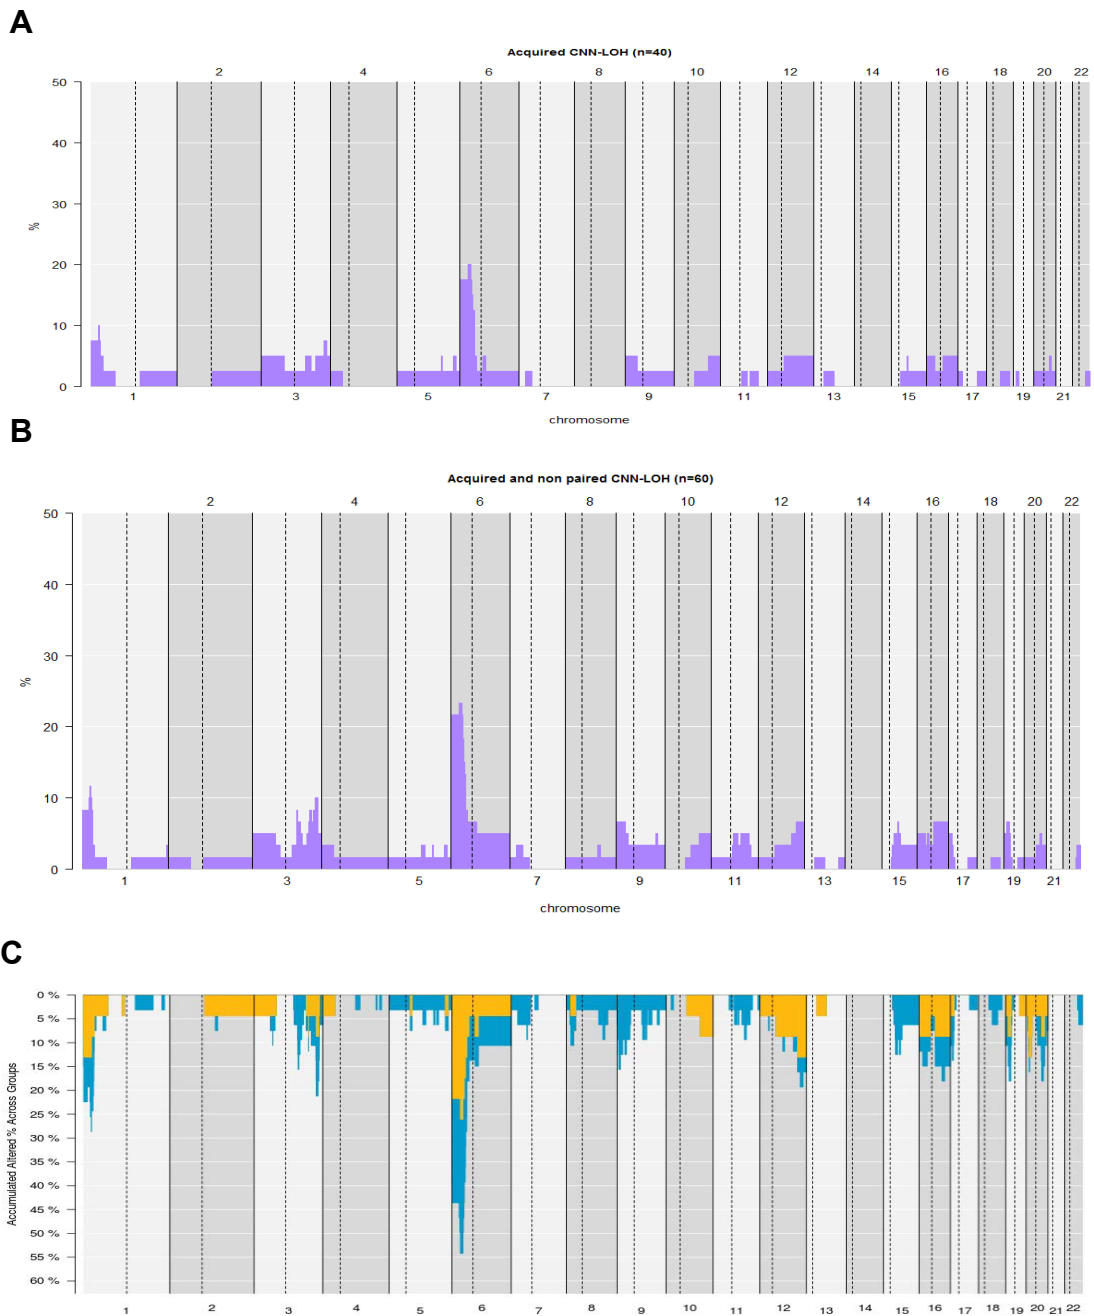 A
Acquired CNN-LOH (n=40)
2 4 6 8 10 12 14 16 18 20 22
50
40
30
20
10
0
%
1 3 5 7 9 11 13 15 17 19 21
chromosome
B
Acquired and non paired CNN-LOH (n=60)
2 4 6 8 10 12 14 16 18 20 22
50
40
30
20
10
0
%
1 3 5 7 9 11 13 15 17 19 21
chromosome
C
0 %
5 %
10 %
15 %
20 %
25 %
30 %
35 %
40 %
45 %
50 %
55 %
60 %
Accumulated Altered % Across Groups
1 2 3 4 5 6 7 8 9 10 11 12 13 14 15 16 17 18 19 20 21 22